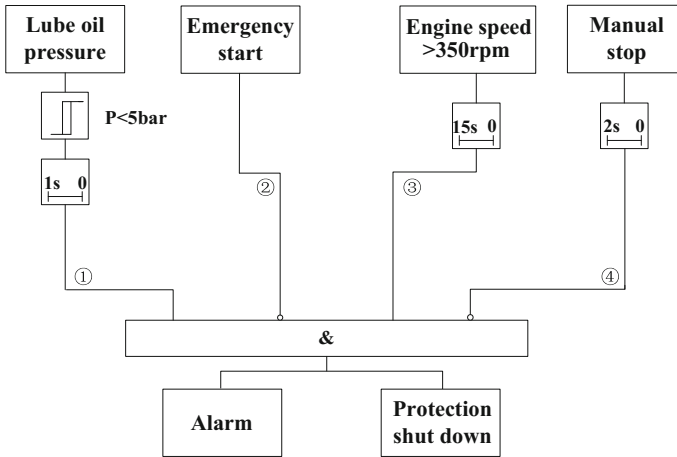 Lube oil
pressure
Emergency
start
Engine speed
>350rpm
Manual
stop
P<5bar
15s 0
2s 0
1s 0
②
③
①
④
&
Alarm
Protection
shut down